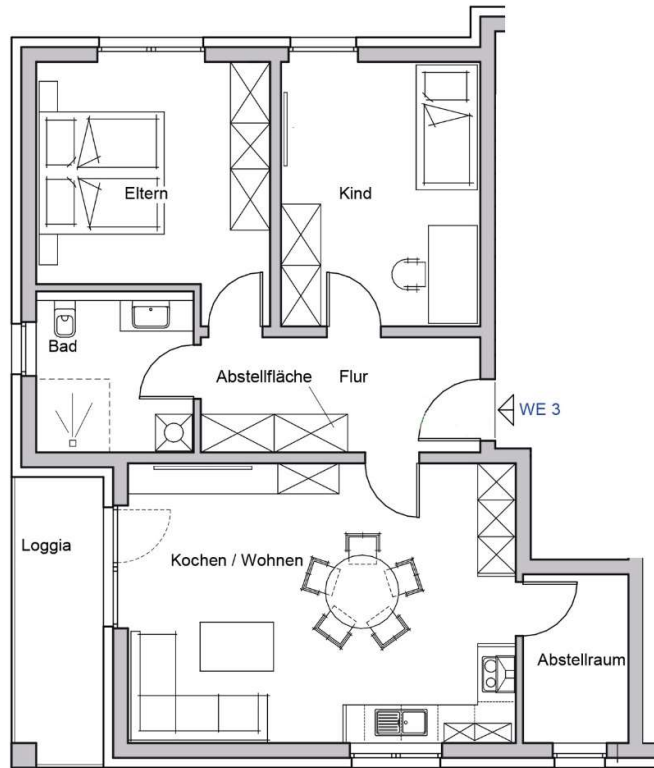 Eltern
Kind
Bad
Abstellfläche Flur
WE 3
Loggia
Kochen / Wohnen
Abstellraum